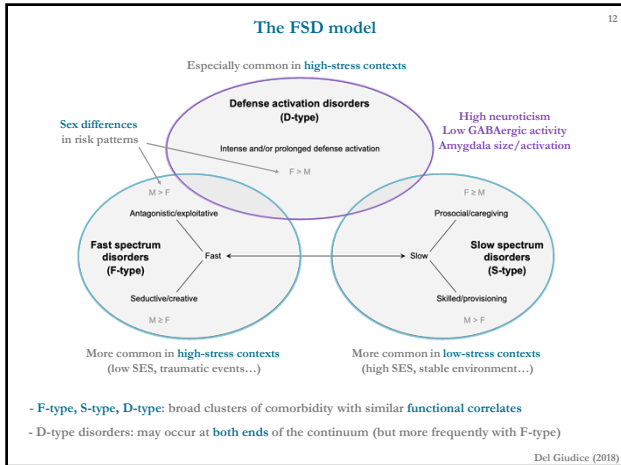 The FSD model
12
Especially common in high-stress contexts
Defense activation disorders
(D-type)
Sex differences
in risk patterns
High neuroticism
Low GABAergic activity
Amygdala size/activation
Intense and/or prolonged defense activation
F > M
M > F
Antagonistic/exploitative
F ≥ M
Prosocial/caregiving
Fast spectrum
disorders
(F-type)
Fast
Slow
Slow spectrum
disorders
(S-type)
Seductive/creative
M ≥ F
Skilled/provisioning
M > F
More common in high-stress contexts
(low SES, traumatic events…)
More common in low-stress contexts
(high SES, stable environment…)
- F-type, S-type, D-type: broad clusters of comorbidity with similar functional correlates
- D-type disorders: may occur at both ends of the continuum (but more frequently with F-type)
Del Giudice (2018)